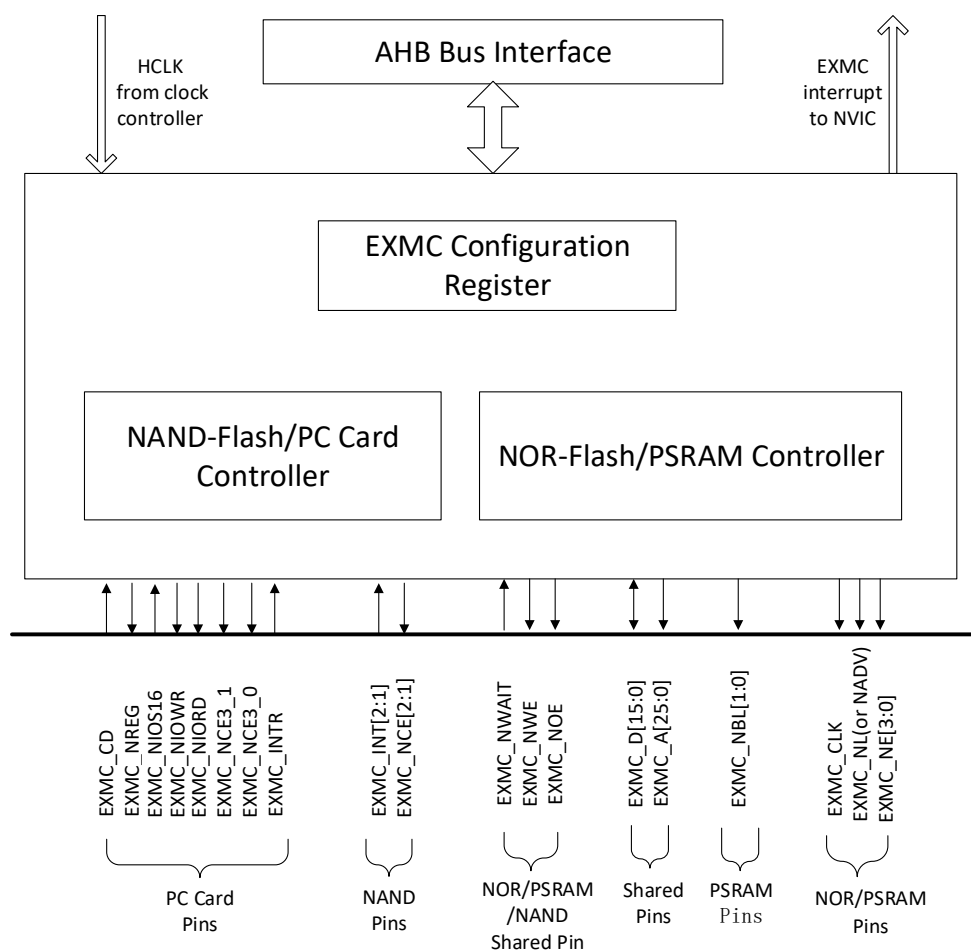 HCLK
from clock
controller
AHB Bus Interface
EXMC
interrupt
to NVIC
EXMC Configuration
Register
NAND-Flash/PC Card
Controller
NOR-Flash/PSRAM Controller
EXMC_CD
EXMC_NREG
EXMC_NIOS16
EXMC_NIOWR
EXMC_NIORD
EXMC_NCE3_1
EXMC_NCE3_0
EXMC_INTR
EXMC_INT[2:1]
EXMC_NCE[2:1]
EXMC_NWAIT
EXMC_NWE
EXMC_NOE
EXMC_D[15:0]
EXMC_A[25:0]
EXMC_NBL[1:0]
EXMC_CLK
EXMC_NL(or NADV)
EXMC_NE[3:0]
PC Card
Pins
NAND
Pins
NOR/PSRAM
/NAND
Shared Pin
Shared
Pins
PSRAM
Pins
NOR/PSRAM
Pins